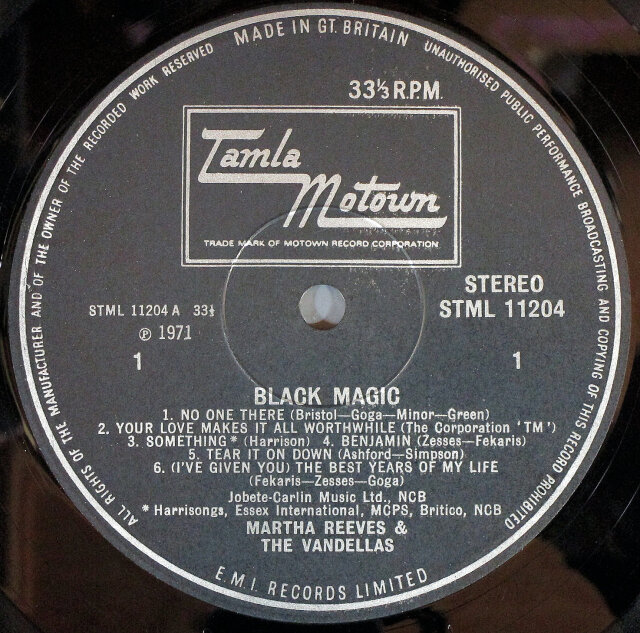 MADE IN GT. BRITAIN
UNAUTHORISED PUBLIC PERFORMANCE BROADCASTING AND COPYING OF THIS RECORD PROHIBITED
ALL RIGHTS OF THE MANUFACTURER AND OF THE OWNER OF THE RECORDED WORK RESERVED
33⅓ R.P.M.
Tamla
Motown
TRADE MARK OF MOTOWN RECORD CORPORATION
STEREO
STML 11204
STML 11204 A 33⅓
℗ 1971
1
1
BLACK MAGIC
1. NO ONE THERE (Bristol—Goga—Minor—Green)
2. YOUR LOVE MAKES IT ALL WORTHWHILE (The Corporation 'TM')
3. SOMETHING* (Harrison) 4. BENJAMIN (Zesses—Fekaris)
5. TEAR IT ON DOWN (Ashford—Simpson)
6. (I'VE GIVEN YOU) THE BEST YEARS OF MY LIFE
(Fekaris—Zesses—Goga)
Jobete-Carlin Music Ltd., NCB
* Harrisongs, Essex International, MCPS, Britico, NCB
MARTHA REEVES &
THE VANDELLAS
E.M.I. RECORDS LIMITED